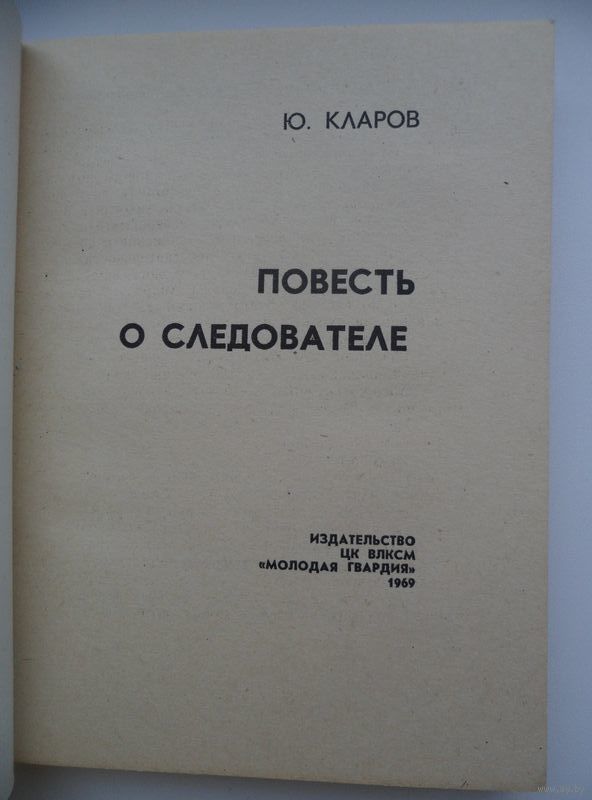 Ю. КЛАРОВ
ПОВЕСТЬ
О СЛЕДОВАТЕЛЕ
ИЗДАТЕЛЬСТВО
ЦК ВЛКСМ
«МОЛОДАЯ ГВАРДИЯ»
1969